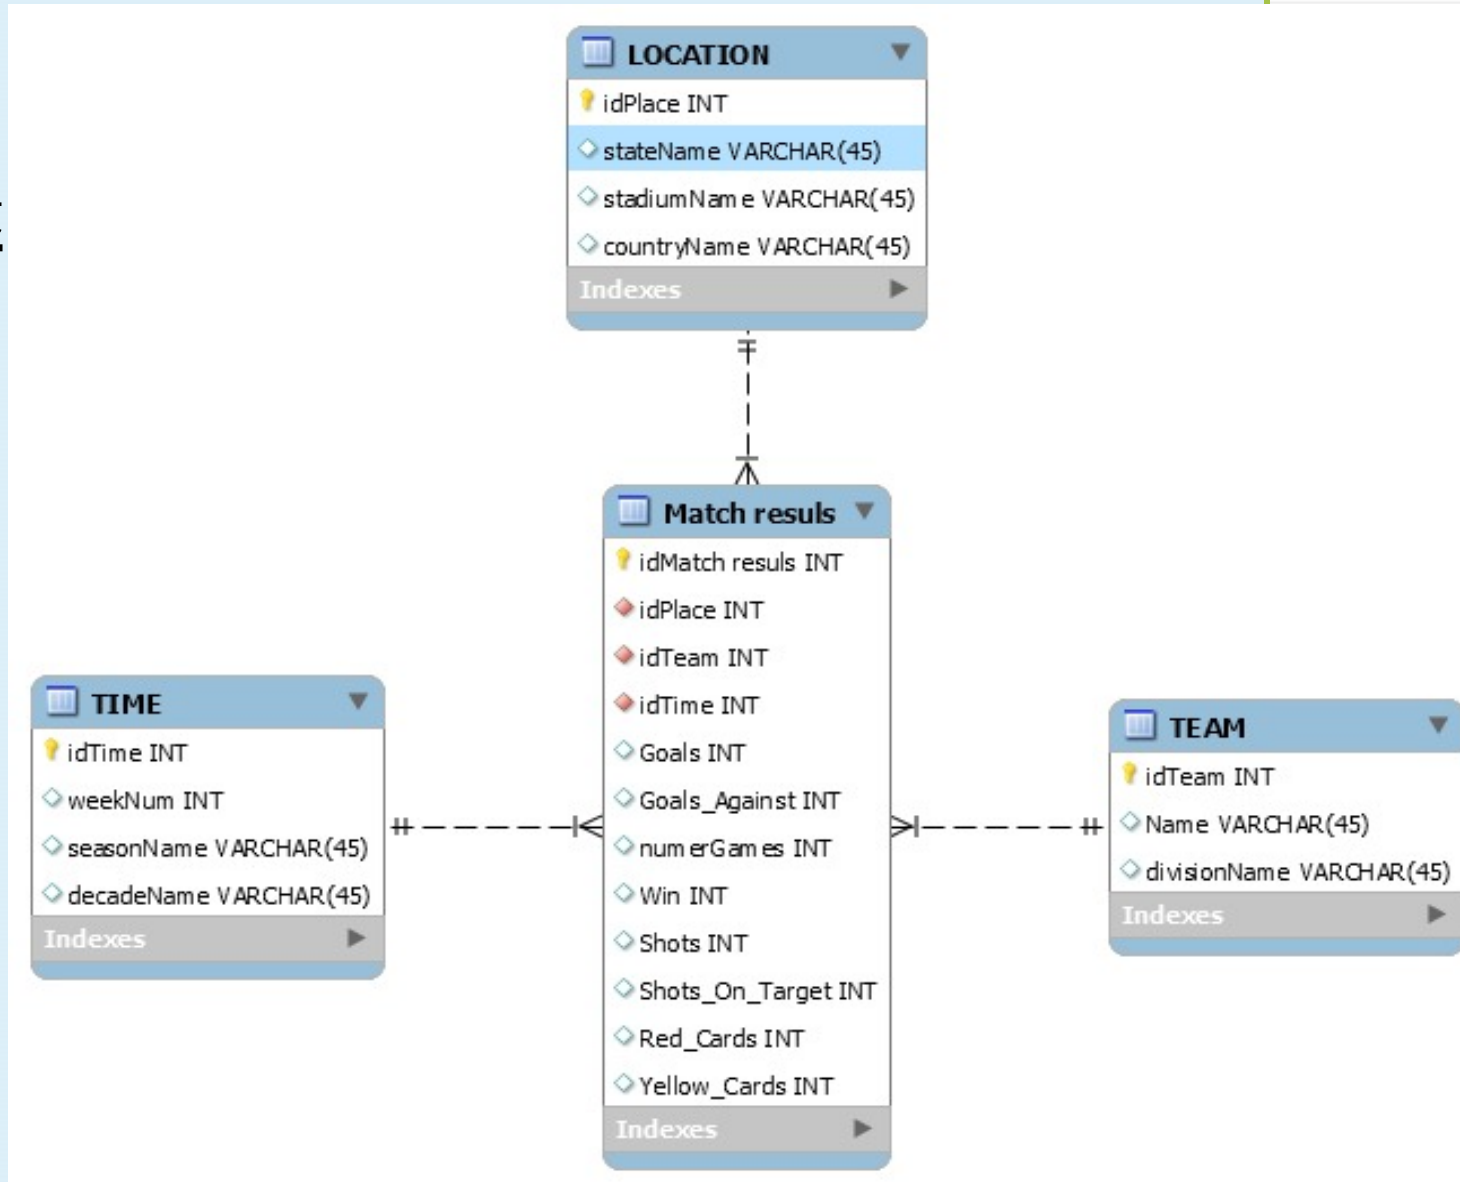 LOCATION
idPlace INT
stateName VARCHAR(45)
stadiumName VARCHAR(45)
countryName VARCHAR(45)
Indexes
Match resuls
idMatch resuls INT
idPlace INT
idTeam INT
idTime INT
Goals INT
Goals_Against INT
numerGames INT
Win INT
Shots INT
Shots_On_Target INT
Red_Cards INT
Yellow_Cards INT
Indexes
TIME
idTime INT
weekNum INT
seasonName VARCHAR(45)
decadeName VARCHAR(45)
Indexes
TEAM
idTeam INT
Name VARCHAR(45)
divisionName VARCHAR(45)
Indexes